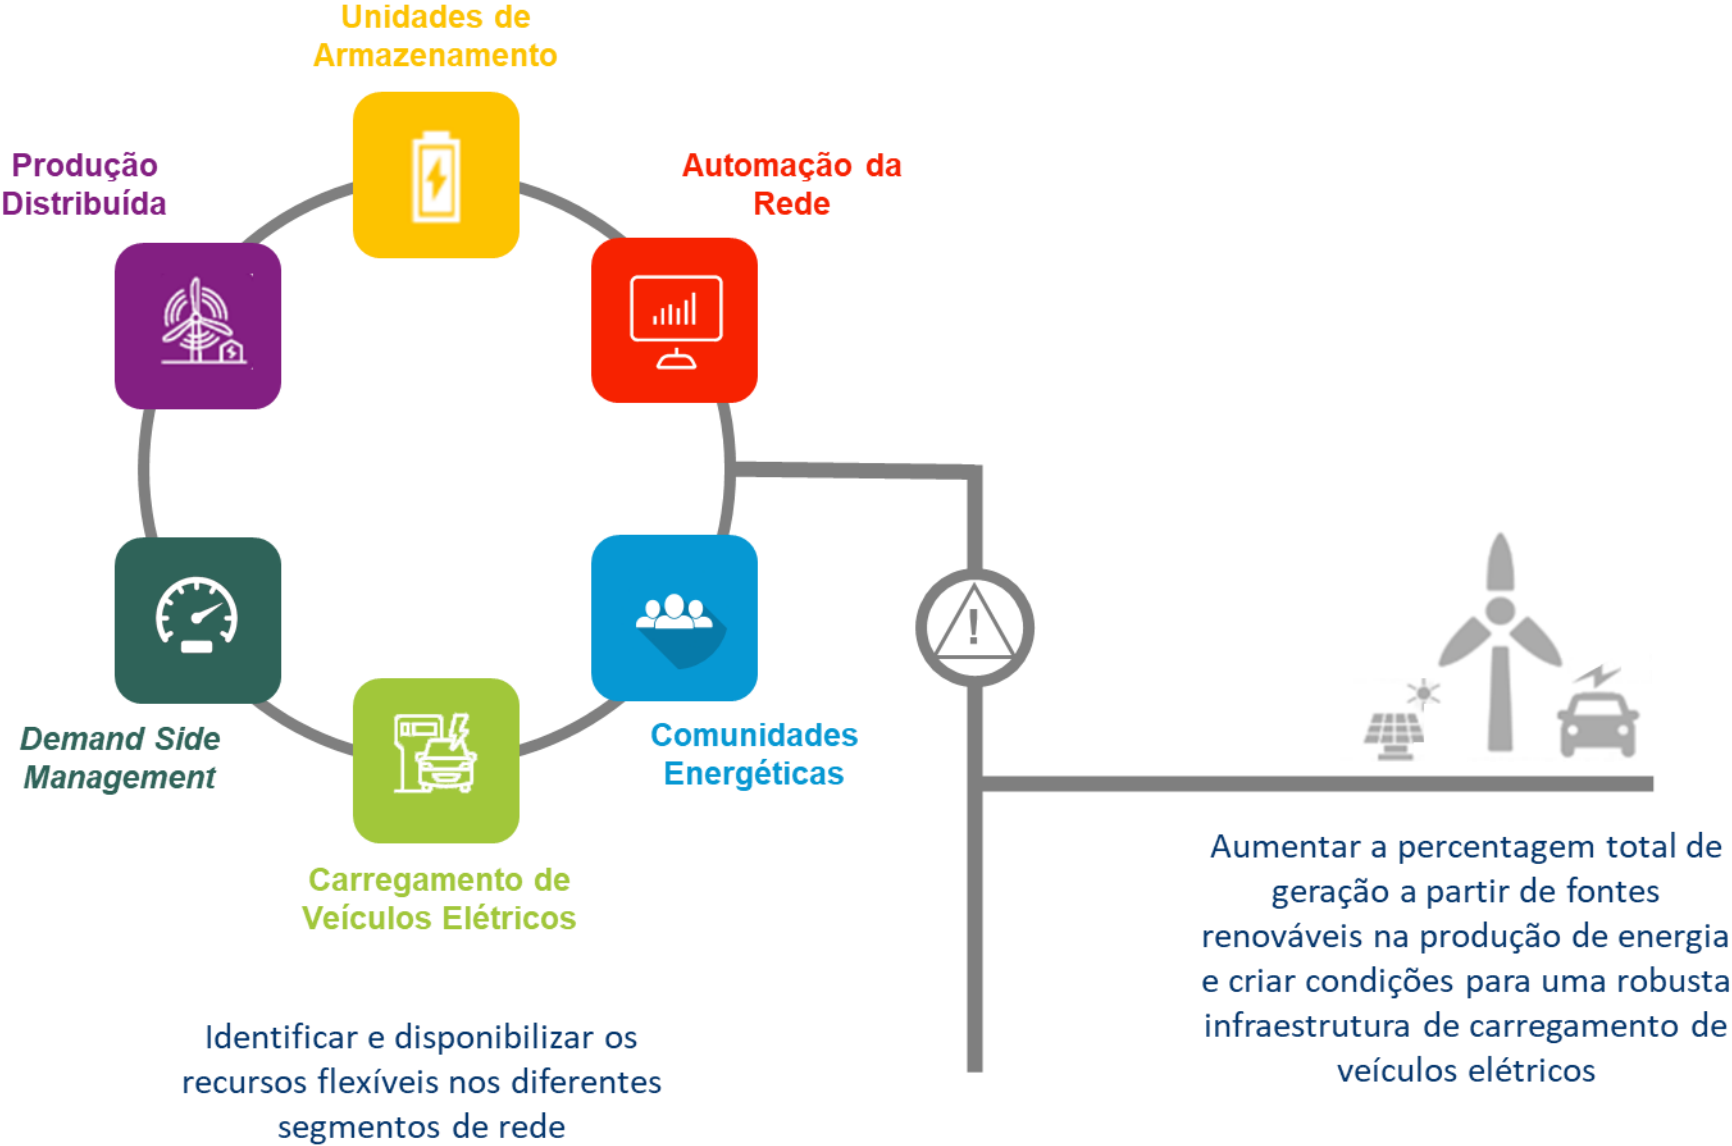 Unidades de
Armazenamento
Produção
Distribuída
Automação da
Rede
!
Demand Side
Management
Comunidades
Energéticas
Carregamento de
Veículos Elétricos
Identificar e disponibilizar os
recursos flexíveis nos diferentes
segmentos de rede
Aumentar a percentagem total de
geração a partir de fontes
renováveis na produção de energia
e criar condições para uma robusta
infraestrutura de carregamento de
veículos elétricos